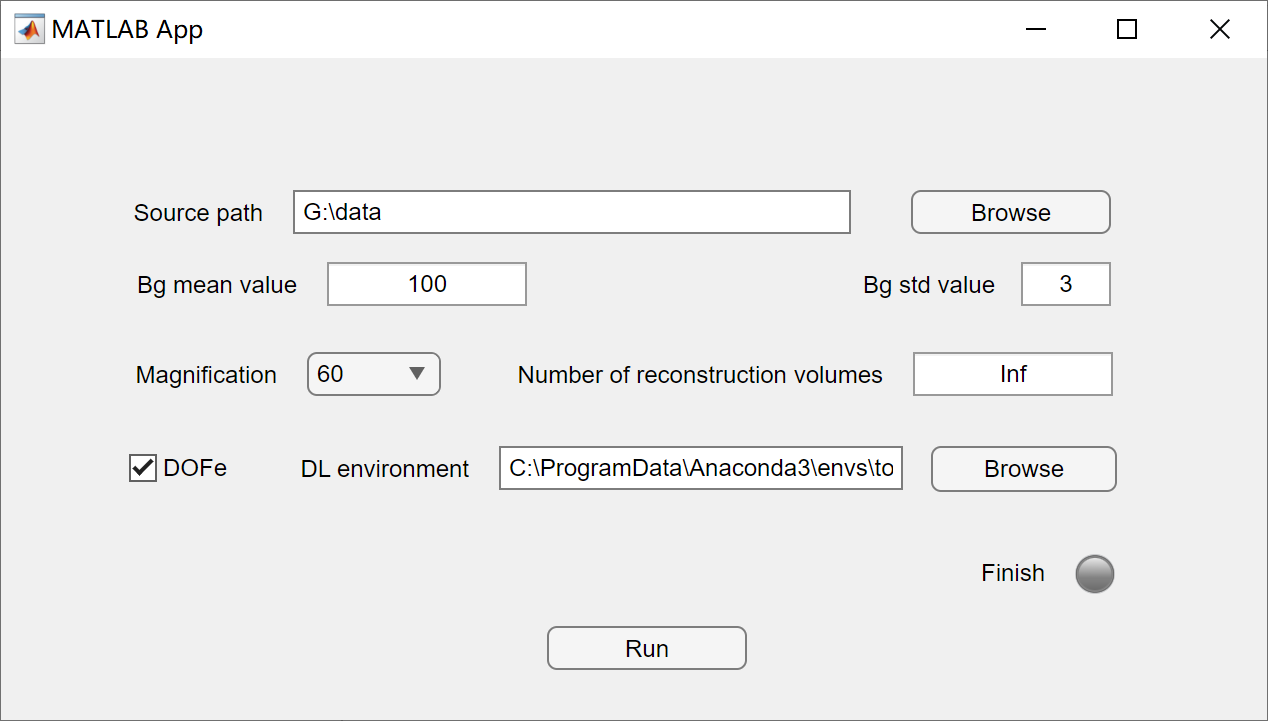 MATLAB App
Source path G:\data Browse
Bg mean value 100 Bg std value 3
Magnification 60 Number of reconstruction volumes Inf
DOFe DL environment C:\ProgramData\Anaconda3\envs\to Browse
Finish
Run